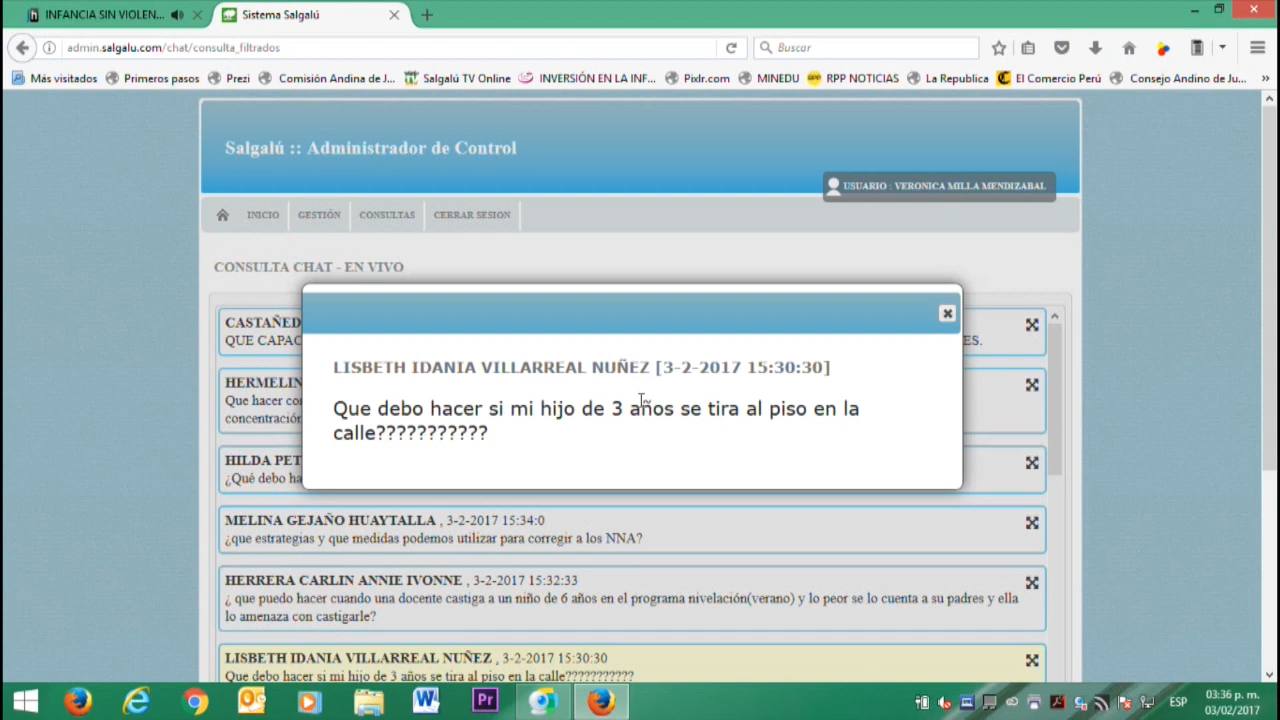 INFANCIA SIN VIOLEN...
Sistema Salgalú
admin.salgalu.com/chat/consulta_filtrados
Buscar
Más visitados
Primeros pasos
Prezi
Comisión Andina de J...
Salgalú TV Online
INVERSIÓN EN LA INF...
Pixlr.com
MINEDU
RPP NOTICIAS
La Republica
El Comercio Perú
Consejo Andino de Ju...
Salgalú :: Administrador de Control
USUARIO : VERONICA MILLA MENDIZABAL
INICIO
GESTIÓN
CONSULTAS
CERRAR SESION
CONSULTA CHAT - EN VIVO
CASTAÑED
QUE CAPAC
ES.
HERMELIN
Que hacer con
concentración
HILDA PET
¿Qué debo ha
LISBETH IDANIA VILLARREAL NUÑEZ [3-2-2017 15:30:30]
Que debo hacer si mi hijo de 3 años se tira al piso en la
calle???????????
MELINA GEJAÑO HUAYTALLA , 3-2-2017 15:34:0
¿que estrategias y que medidas podemos utilizar para corregir a los NNA?
HERRERA CARLIN ANNIE IVONNE , 3-2-2017 15:32:33
¿ que puedo hacer cuando una docente castiga a un niño de 6 años en el programa nivelación(verano) y lo peor se lo cuenta a su padres y ella
lo amenaza con castigarle?
LISBETH IDANIA VILLARREAL NUÑEZ , 3-2-2017 15:30:30
Que debo hacer si mi hijo de 3 años se tira al piso en la calle???????????
Pr
ESP
03:36 p. m.
03/02/2017